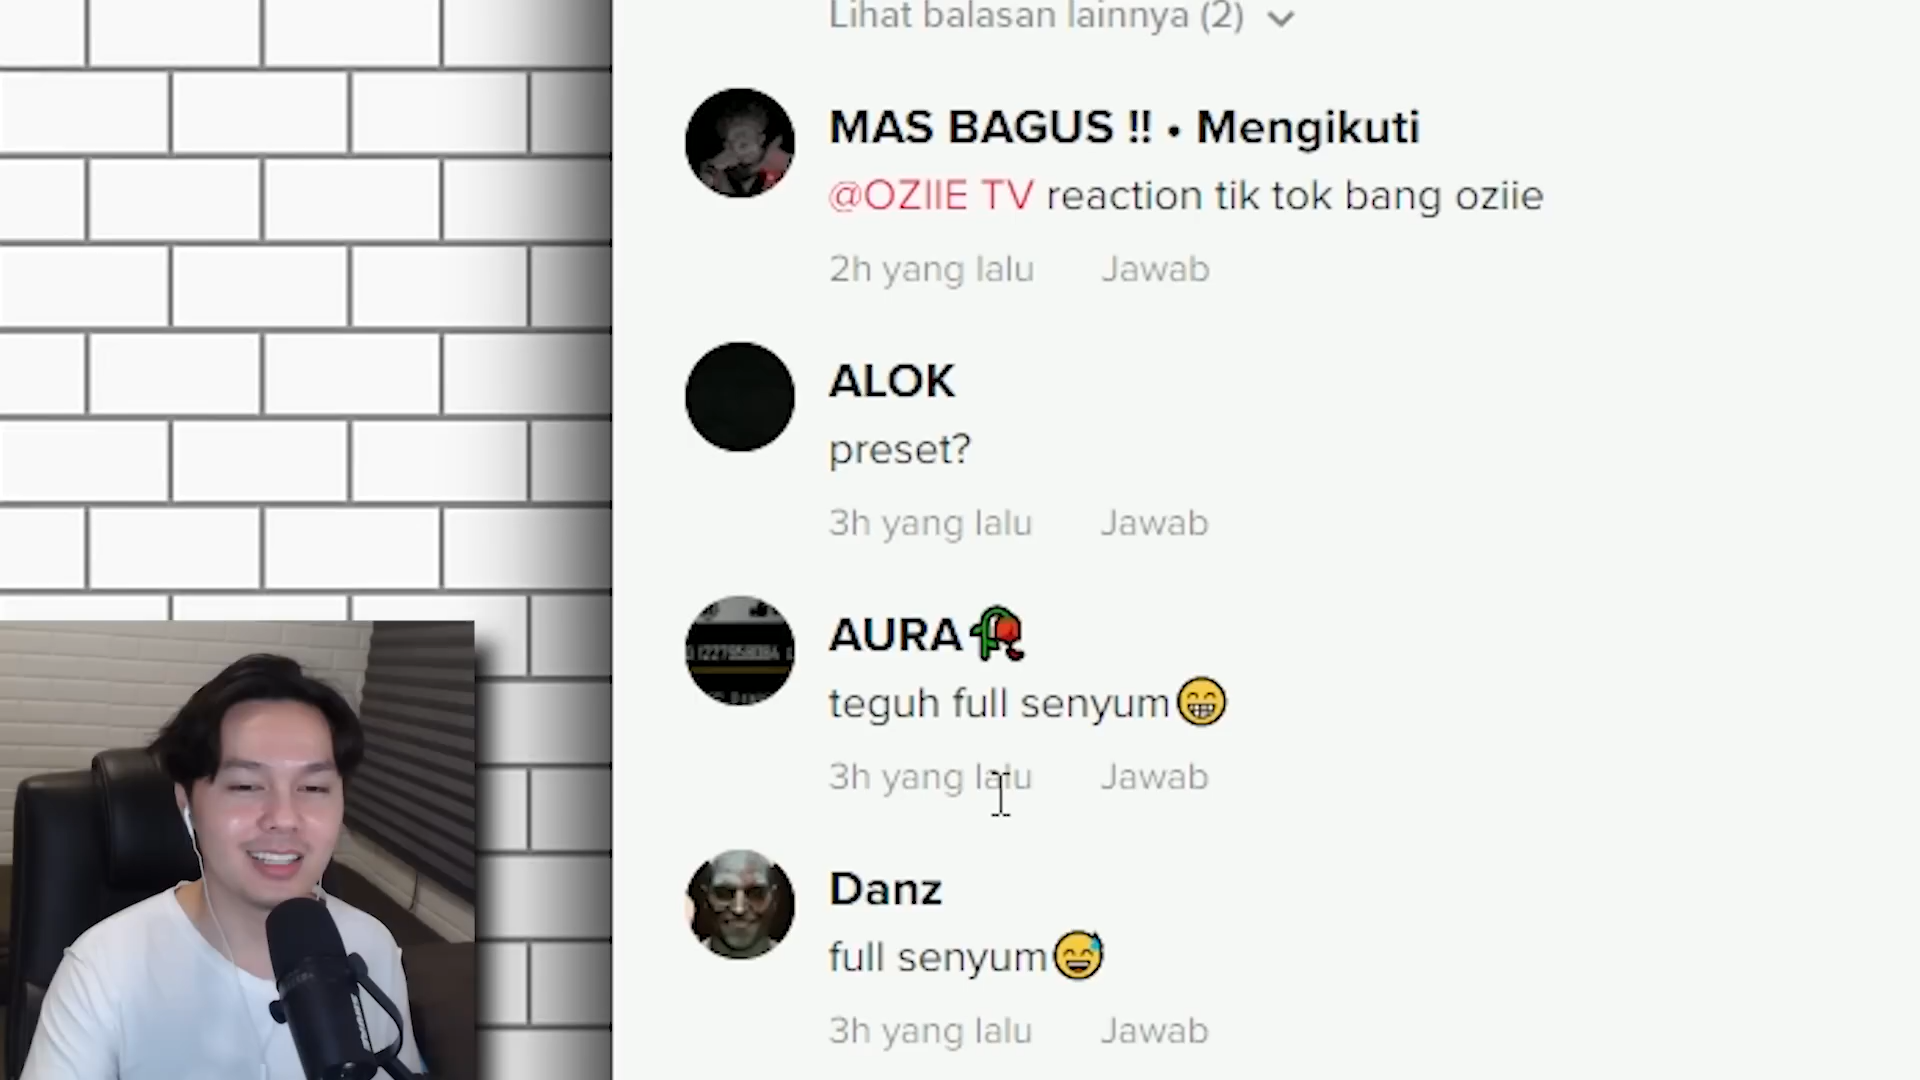 Lihat balasan lainnya (2)
MAS BAGUS !! • Mengikuti
@OZIIE TV reaction tik tok bang oziie
2h yang lalu Jawab
ALOK
preset?
3h yang lalu Jawab
AURA🥀
teguh full senyum😁
3h yang lalu Jawab
Danz
full senyum😅
3h yang lalu Jawab